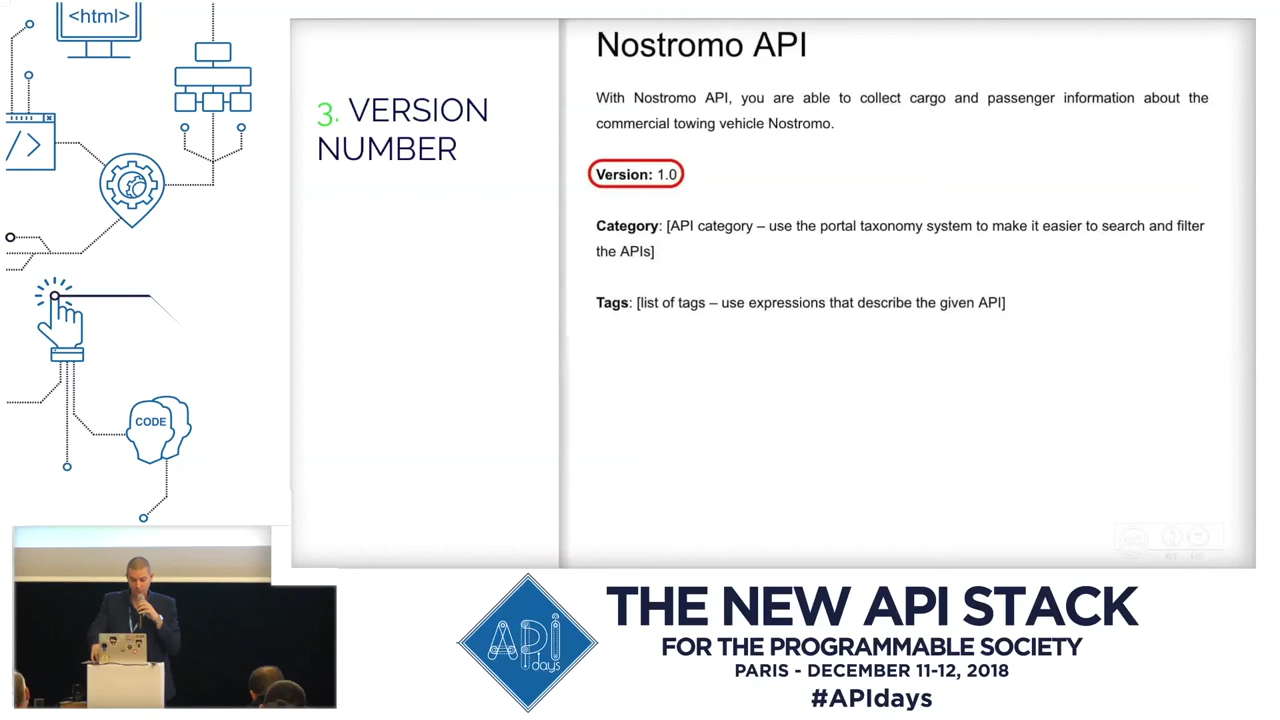 <html>
</>
CODE
3. VERSION
NUMBER
Nostromo API
With Nostromo API, you are able to collect cargo and passenger information about the
commercial towing vehicle Nostromo.
Version: 1.0
Category: [API category – use the portal taxonomy system to make it easier to search and filter
the APIs]
Tags: [list of tags – use expressions that describe the given API]
API
days
THE NEW API STACK
FOR THE PROGRAMMABLE SOCIETY
PARIS - DECEMBER 11-12, 2018
#APIdays